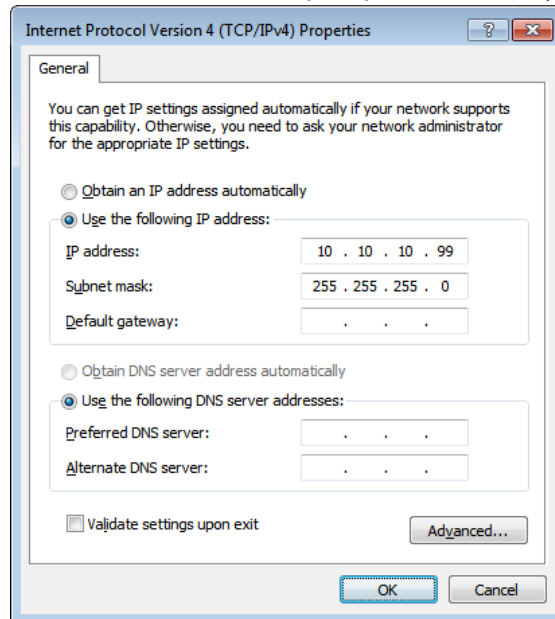 Internet Protocol Version 4 (TCP/IPv4) Properties
General
You can get IP settings assigned automatically if your network supports
this capability. Otherwise, you need to ask your network administrator
for the appropriate IP settings.
Obtain an IP address automatically
Use the following IP address:
IP address: 10 . 10 . 10 . 99
Subnet mask: 255 . 255 . 255 . 0
Default gateway: . . .
Obtain DNS server address automatically
Use the following DNS server addresses:
Preferred DNS server: . . .
Alternate DNS server: . . .
Validate settings upon exit
Advanced...
OK Cancel